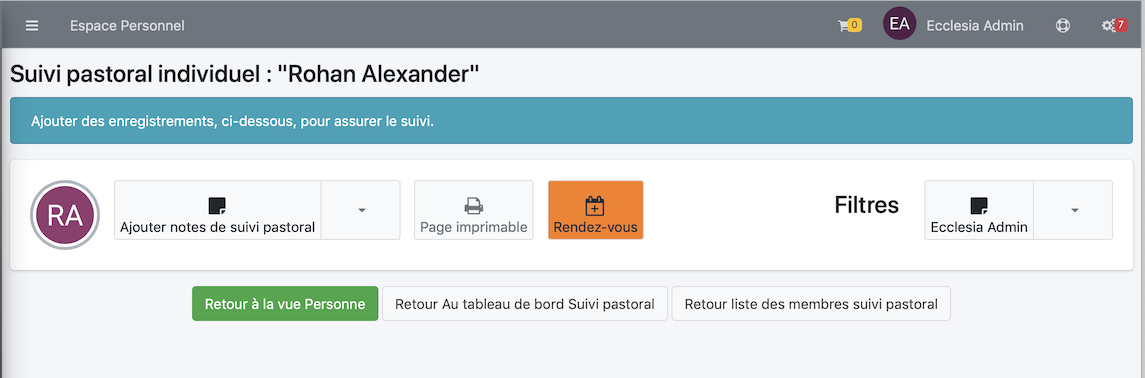 Espace Personnel
0
EA
Ecclesia Admin
7
Suivi pastoral individuel : "Rohan Alexander"
Ajouter des enregistrements, ci-dessous, pour assurer le suivi.
RA
Ajouter notes de suivi pastoral
Page imprimable
Rendez-vous
Filtres
Ecclesia Admin
Retour à la vue Personne
Retour Au tableau de bord Suivi pastoral
Retour liste des membres suivi pastoral